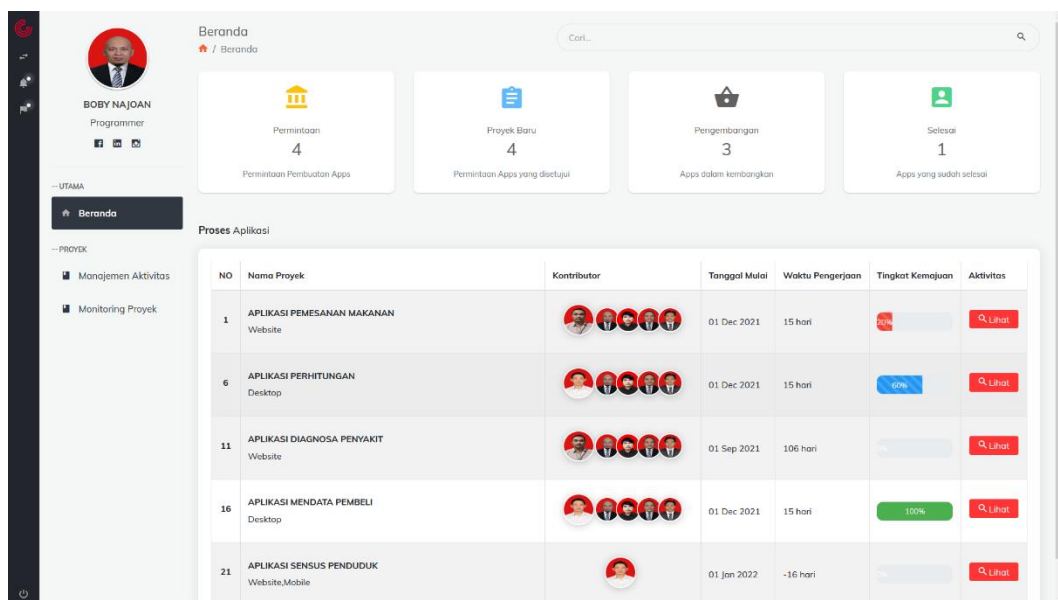 Beranda
/ Beranda
Cari...
BOBY NAJOAN
Programmer
Permintaan
4
Permintaan Pembuatan Apps
Proyek Baru
4
Permintaan Apps yang disetujui
Pengembangan
3
Apps dalam kembangkan
Selesai
1
Apps yang sudah selesai
-- UTAMA
Beranda
-- PROYEK
Manajemen Aktivitas
Monitoring Proyek
Proses Aplikasi
NO Nama Proyek Kontributor Tanggal Mulai Waktu Pengerjaan Tingkat Kemajuan Aktivitas
1 APLIKASI PEMESANAN MAKANAN 01 Dec 2021 15 hari 20% Lihat
Website
6 APLIKASI PERHITUNGAN 01 Dec 2021 15 hari 60% Lihat
Desktop
11 APLIKASI DIAGNOSA PENYAKIT 01 Sep 2021 106 hari Lihat
Website
16 APLIKASI MENDATA PEMBELI 01 Dec 2021 15 hari 100% Lihat
Desktop
21 APLIKASI SENSUS PENDUDUK 01 Jan 2022 -16 hari Lihat
Website,Mobile